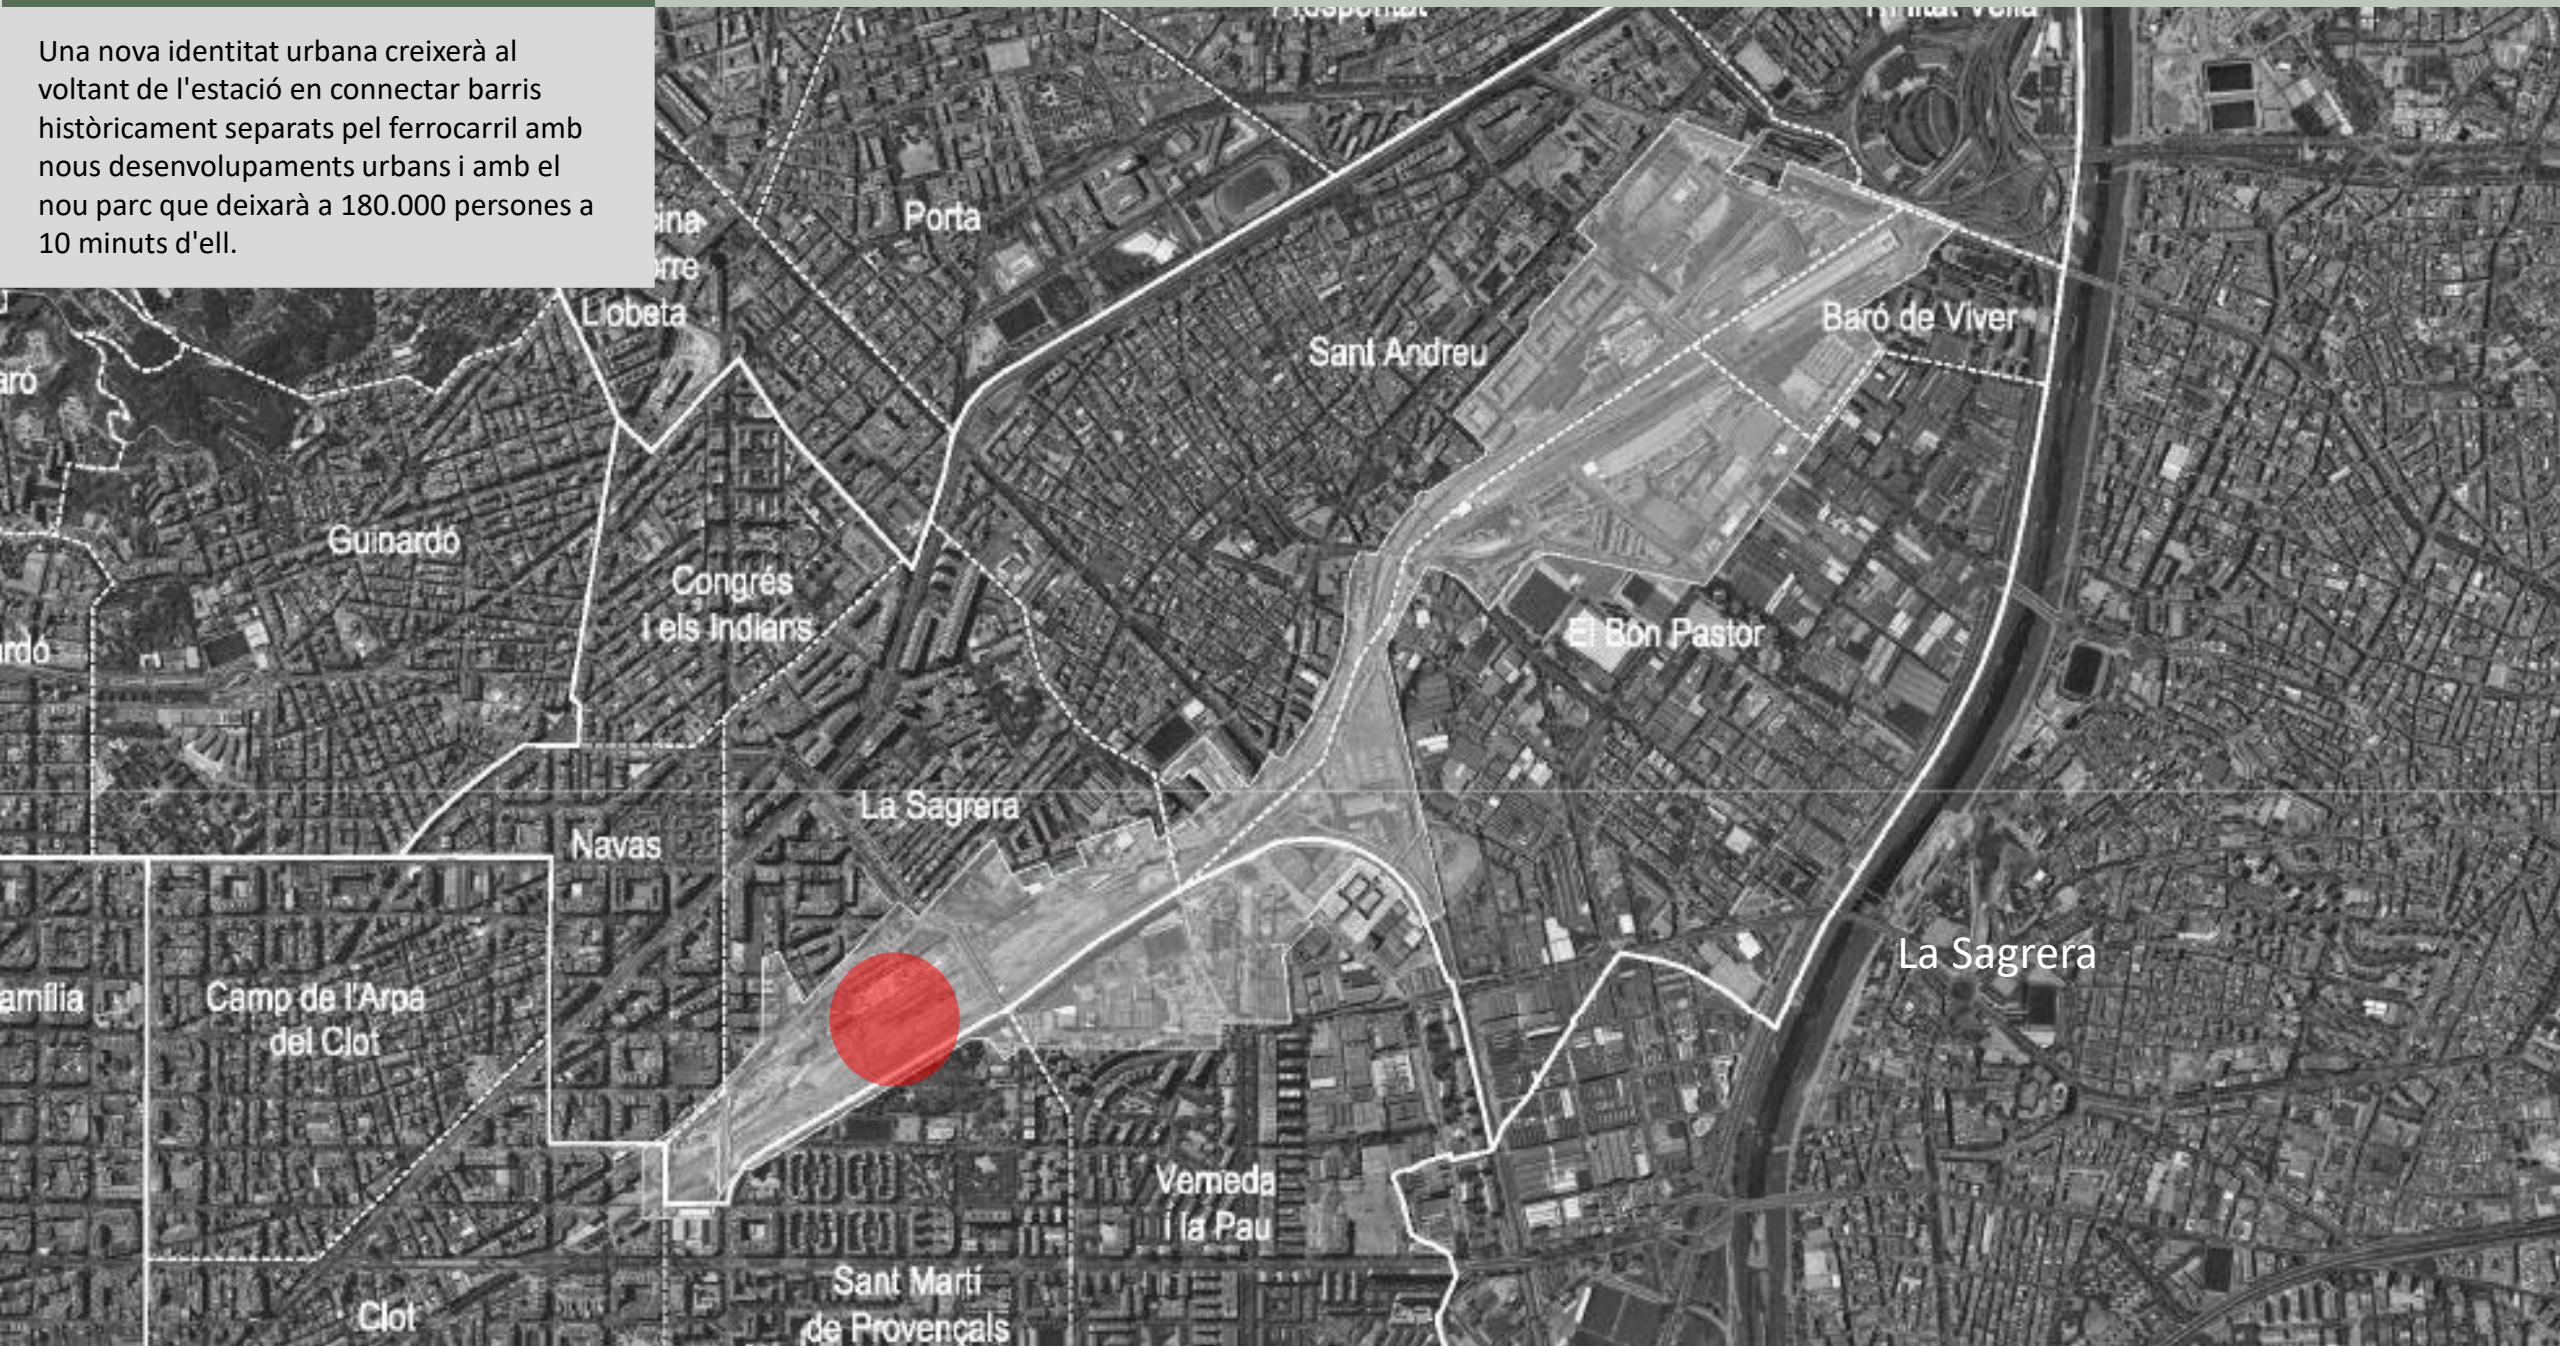 Una nova identitat urbana creixerà al
voltant de l'estació en connectar barris
històricament separats pel ferrocarril amb
nous desenvolupaments urbans i amb el
nou parc que deixarà a 180.000 persones a
10 minuts d'ell.
Porta
Llobeta
Sant Andreu
Baró de Viver
Guinardó
Congrés
i els Indians
El Bon Pastor
La Sagrera
Navas
La Sagrera
Camp de l'Arpa
del Clot
Verneda
i la Pau
Sant Martí
de Provençals
Clot